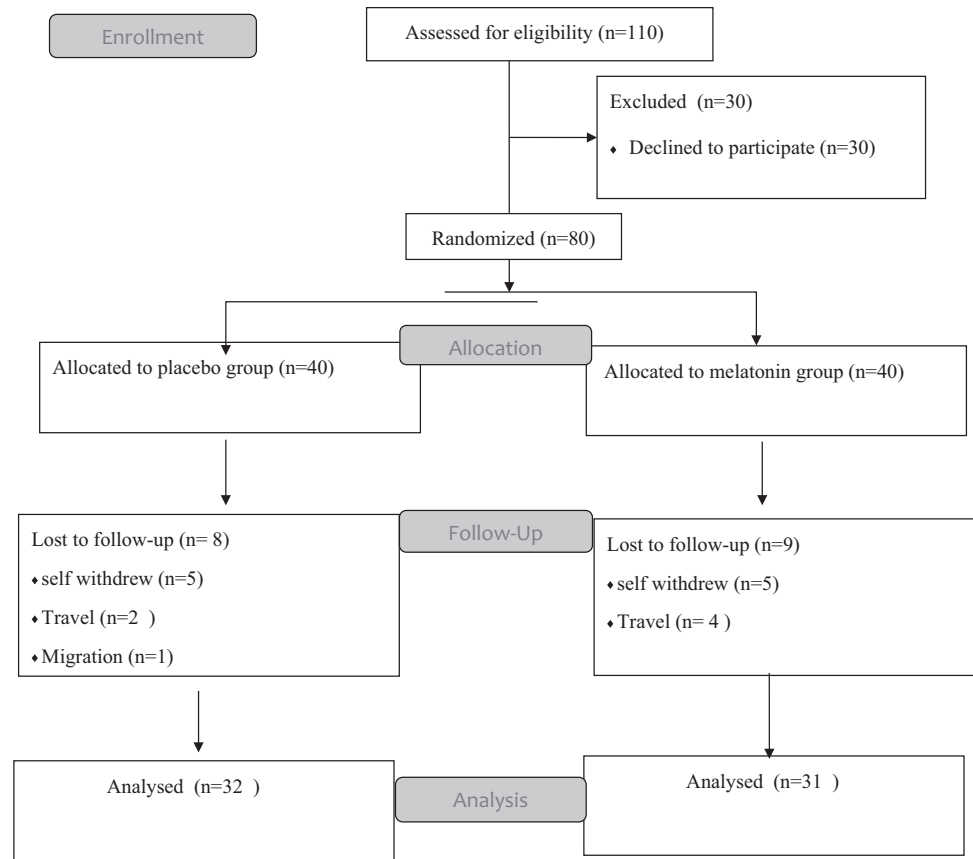 Enrollment
Assessed for eligibility (n=110)
Excluded (n=30)
♦ Declined to participate (n=30)
Randomized (n=80)
Allocation
Allocated to placebo group (n=40)
Allocated to melatonin group (n=40)
Follow-Up
Lost to follow-up (n= 8)
♦ self withdrew (n=5)
♦ Travel (n=2 )
♦ Migration (n=1)
Lost to follow-up (n=9)
♦ self withdrew (n=5)
♦ Travel (n= 4 )
Analysis
Analysed (n=32 )
Analysed (n=31 )